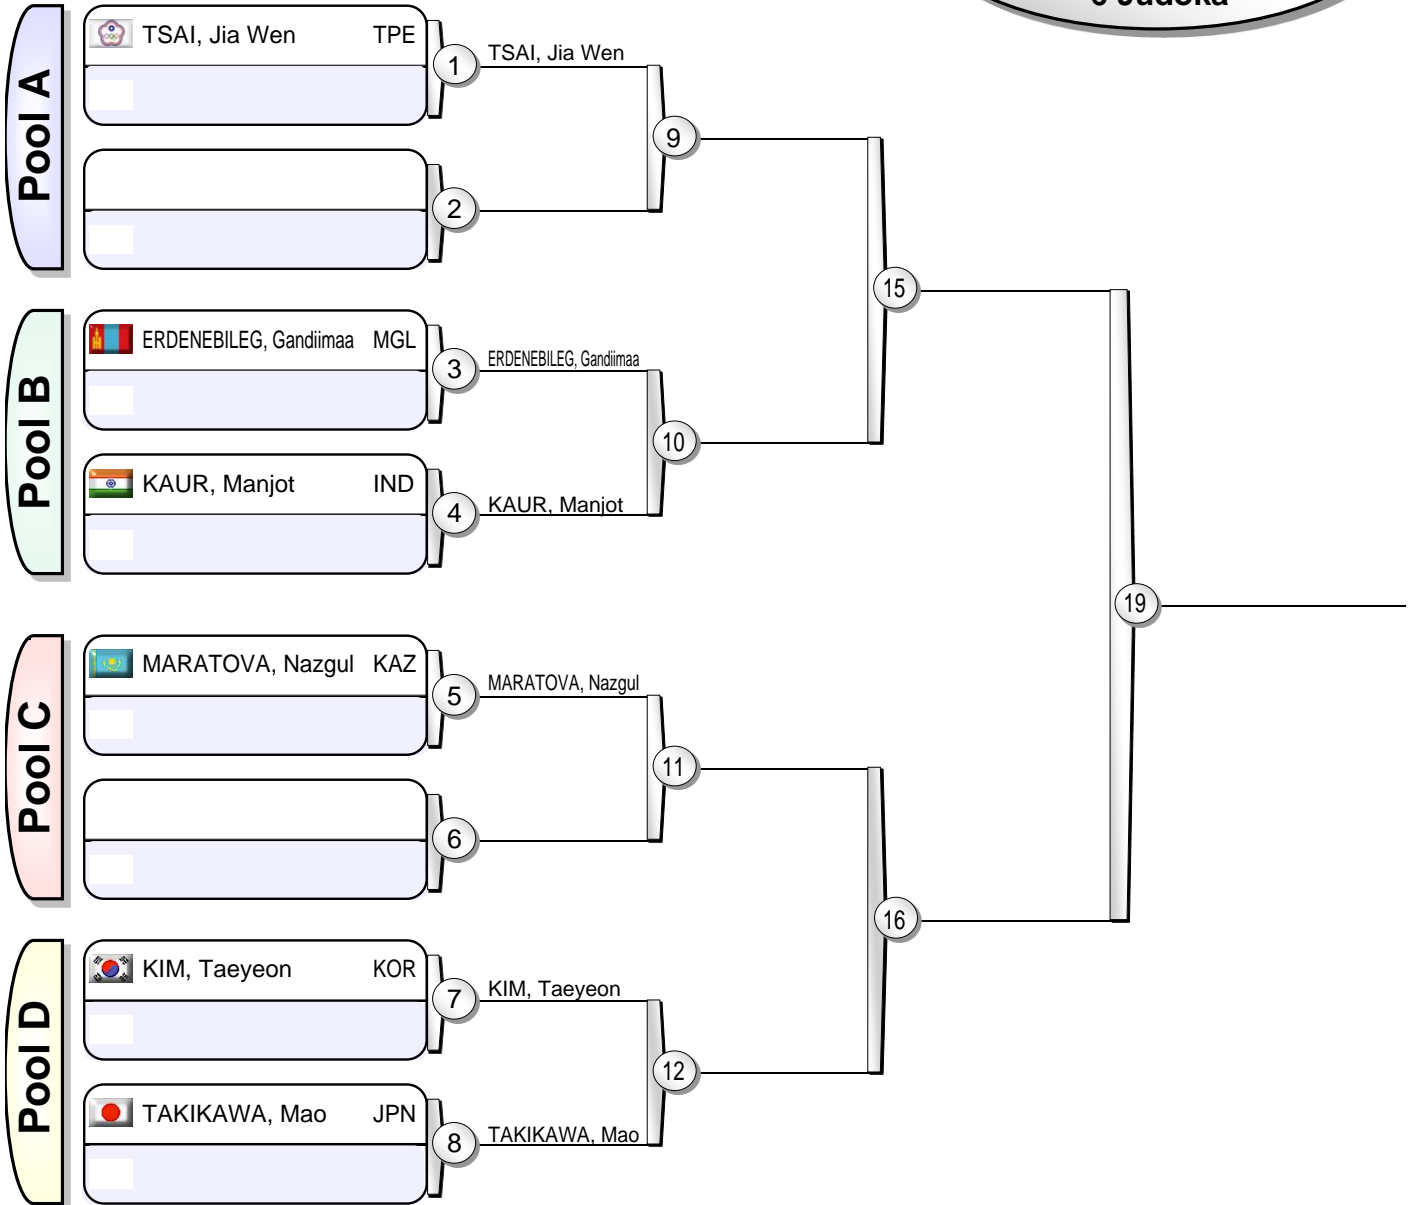 Judoka
Pool A
TSAI, Jia Wen TPE
1
TSAI, Jia Wen
2
9
Pool B
ERDENEBILEG, Gandiimaa MGL
3
ERDENEBILEG, Gandiimaa
KAUR, Manjot IND
4
KAUR, Manjot
10
15
Pool C
MARATOVA, Nazgul KAZ
5
MARATOVA, Nazgul
6
11
Pool D
KIM, Taeyeon KOR
7
KIM, Taeyeon
TAKIKAWA, Mao JPN
8
TAKIKAWA, Mao
12
16
19